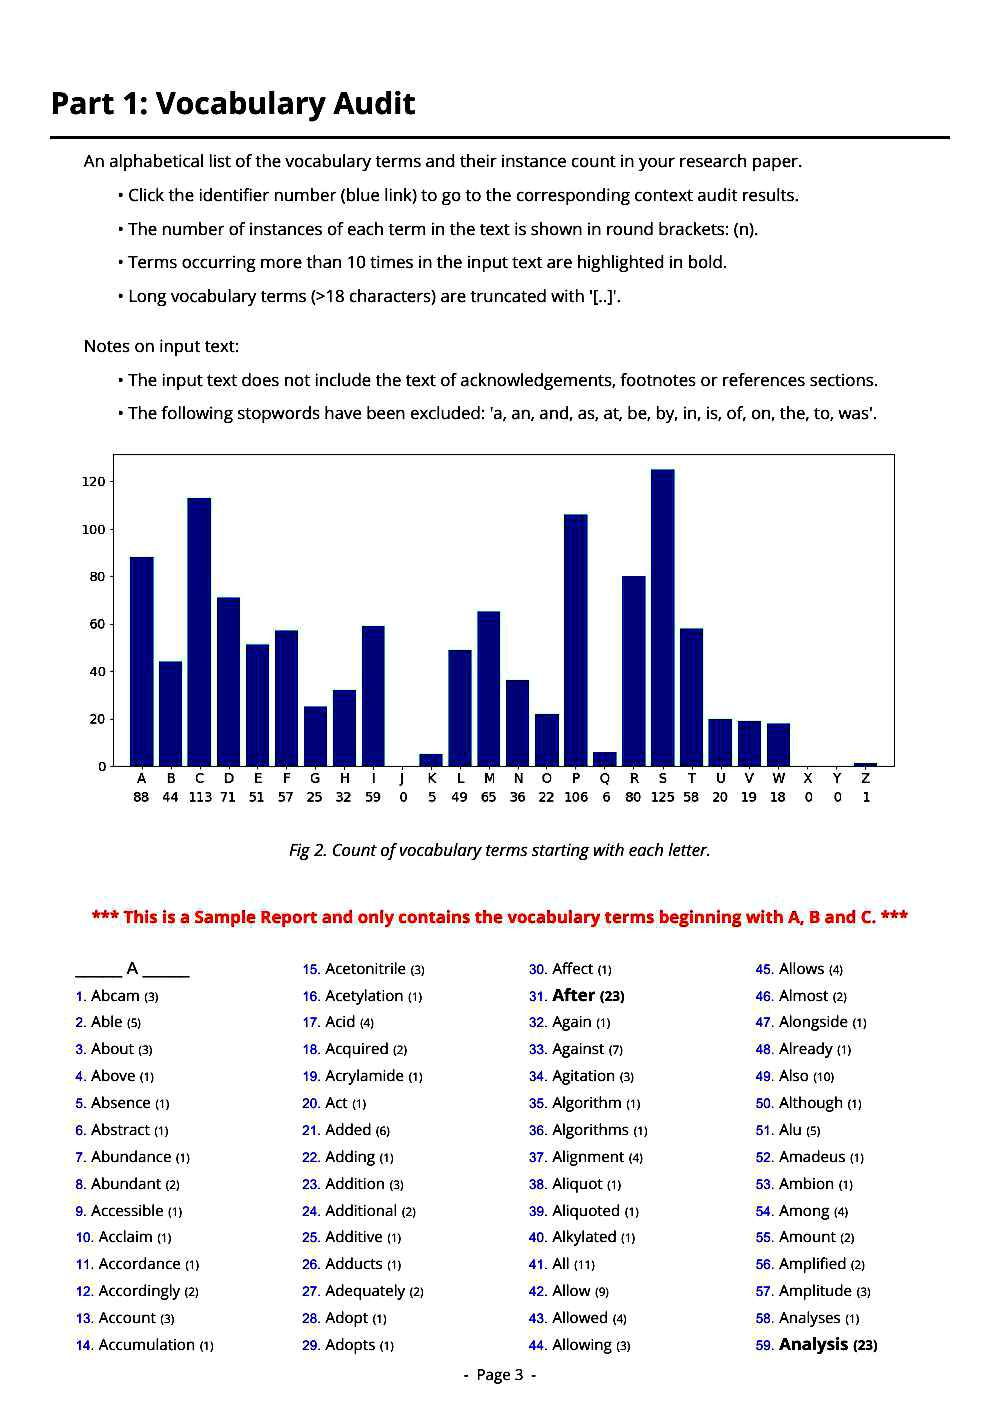 Part 1: Vocabulary Audit
An alphabetical list of the vocabulary terms and their instance count in your research paper.
• Click the identifier number (blue link) to go to the corresponding context audit results.
• The number of instances of each term in the text is shown in round brackets: (n).
• Terms occurring more than 10 times in the input text are highlighted in bold.
• Long vocabulary terms (>18 characters) are truncated with '[..]'.
Notes on input text:
• The input text does not include the text of acknowledgements, footnotes or references sections.
• The following stopwords have been excluded: 'a, an, and, as, at, be, by, in, is, of, on, the, to, was'.
120
100
80
60
40
20
0
A B C D E F G H I J K L M N O P Q R S T U V W X Y Z
88 44 113 71 51 57 25 32 59 0 5 49 65 36 22 106 6 80 125 58 20 19 18 0 0 1
Fig 2. Count of vocabulary terms starting with each letter.
*** This is a Sample Report and only contains the vocabulary terms beginning with A, B and C. ***
______ A ______
1. Abcam (3)
2. Able (5)
3. About (3)
4. Above (1)
5. Absence (1)
6. Abstract (1)
7. Abundance (1)
8. Abundant (2)
9. Accessible (1)
10. Acclaim (1)
11. Accordance (1)
12. Accordingly (2)
13. Account (3)
14. Accumulation (1)
15. Acetonitrile (3)
16. Acetylation (1)
17. Acid (4)
18. Acquired (2)
19. Acrylamide (1)
20. Act (1)
21. Added (6)
22. Adding (1)
23. Addition (3)
24. Additional (2)
25. Additive (1)
26. Adducts (1)
27. Adequately (2)
28. Adopt (1)
29. Adopts (1)
30. Affect (1)
31. After (23)
32. Again (1)
33. Against (7)
34. Agitation (3)
35. Algorithm (1)
36. Algorithms (1)
37. Alignment (4)
38. Aliquot (1)
39. Aliquoted (1)
40. Alkylated (1)
41. All (11)
42. Allow (9)
43. Allowed (4)
44. Allowing (3)
45. Allows (4)
46. Almost (2)
47. Alongside (1)
48. Already (1)
49. Also (10)
50. Although (1)
51. Alu (5)
52. Amadeus (1)
53. Ambion (1)
54. Among (4)
55. Amount (2)
56. Amplified (2)
57. Amplitude (3)
58. Analyses (1)
59. Analysis (23)
- Page 3 -